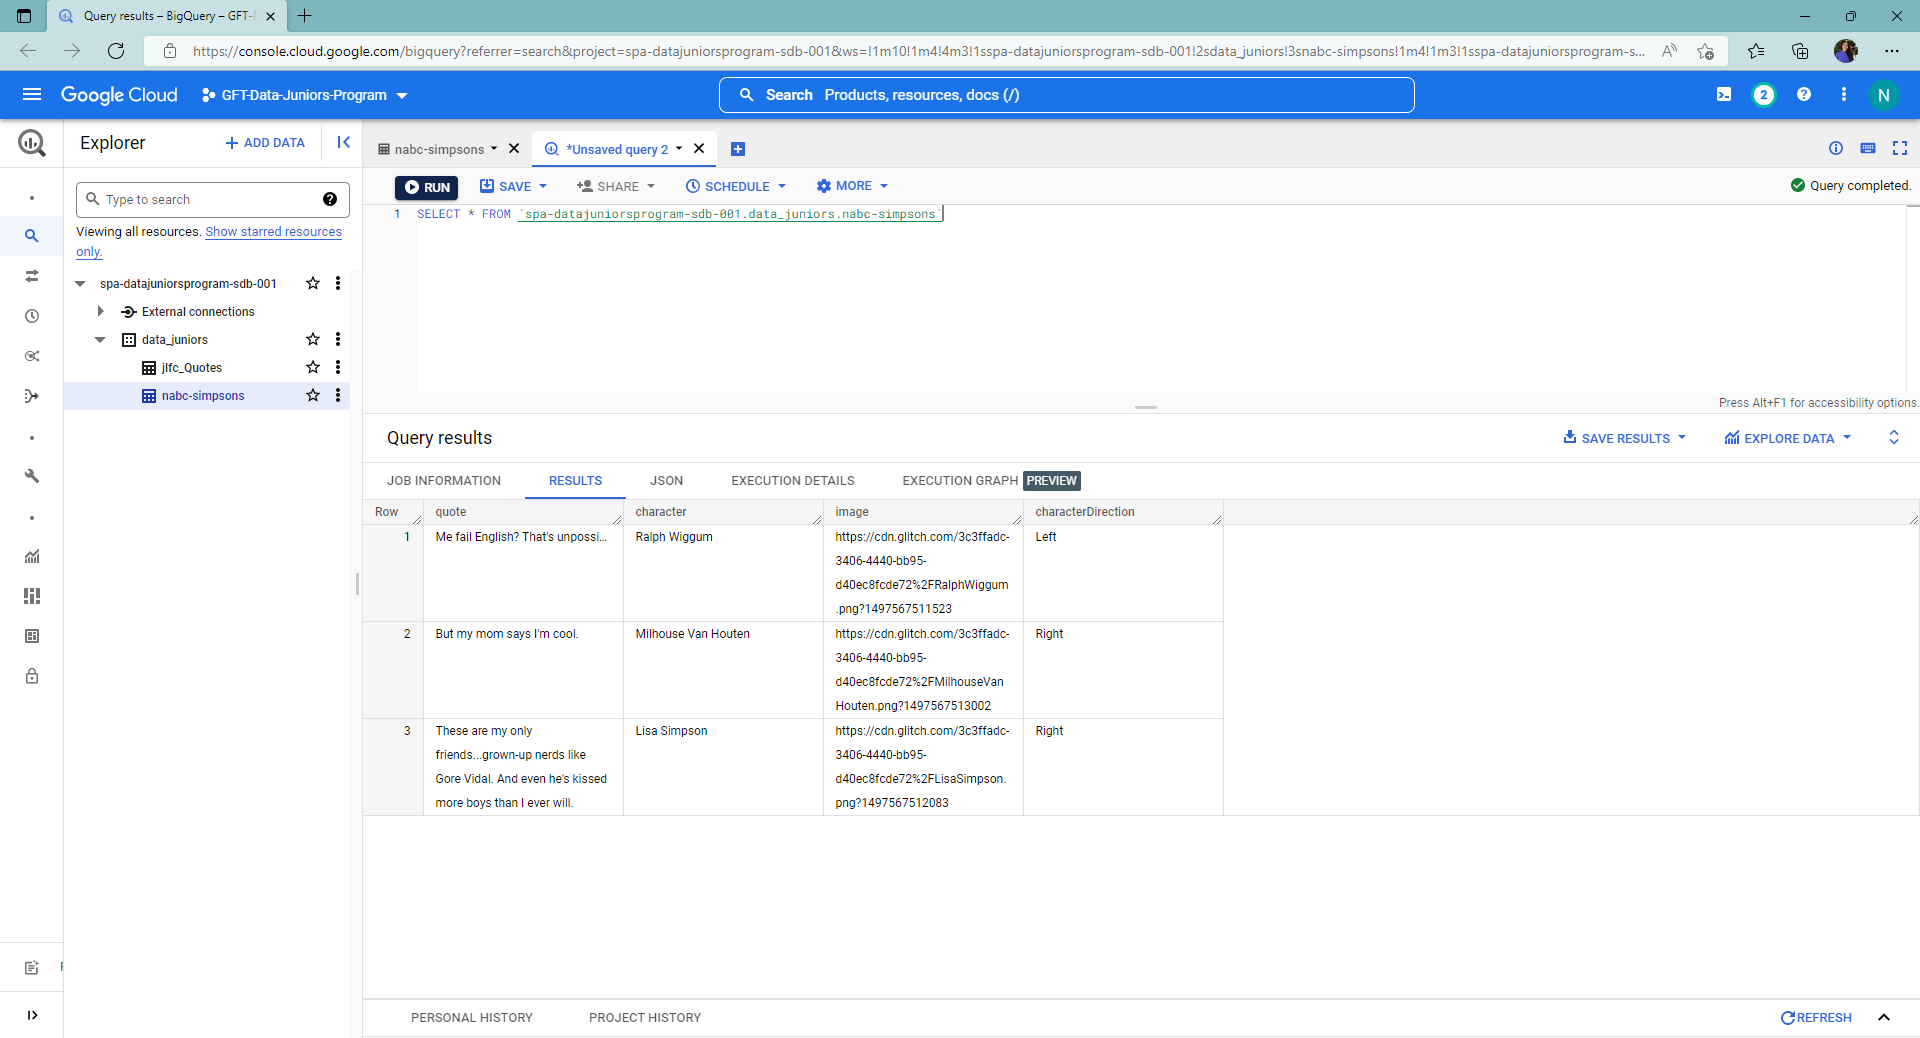 Query results – BigQuery – GFT-D
https://console.cloud.google.com/bigquery?referrer=search&project=spa-datajuniorsprogram-sdb-001&ws=!1m10!1m4!4m3!1sspa-datajuniorsprogram-sdb-001!2sdata_juniors!3snabc-simpsons!1m4!1m3!1sspa-datajuniorsprogram-s...
Google Cloud
GFT-Data-Juniors-Program
Search Products, resources, docs (/)
2
N
Explorer
+ ADD DATA
nabc-simpsons
*Unsaved query 2
RUN
SAVE
SHARE
SCHEDULE
MORE
Query completed.
Type to search
Viewing all resources. Show starred resources
only.
spa-datajuniorsprogram-sdb-001
External connections
data_juniors
jlfc_Quotes
nabc-simpsons
1 SELECT * FROM `spa-datajuniorsprogram-sdb-001.data_juniors.nabc-simpsons`
Press Alt+F1 for accessibility options.
Query results
SAVE RESULTS
EXPLORE DATA
JOB INFORMATION
RESULTS
JSON
EXECUTION DETAILS
EXECUTION GRAPH PREVIEW
Row quote character image characterDirection
1 Me fail English? That's unpossi... Ralph Wiggum https://cdn.glitch.com/3c3ffadc- Left
3406-4440-bb95-
d40ec8fcde72%2FRalphWiggum
.png?1497567511523
2 But my mom says I'm cool. Milhouse Van Houten https://cdn.glitch.com/3c3ffadc- Right
3406-4440-bb95-
d40ec8fcde72%2FMilhouseVan
Houten.png?1497567513002
3 These are my only Lisa Simpson https://cdn.glitch.com/3c3ffadc- Right
friends...grown-up nerds like 3406-4440-bb95-
Gore Vidal. And even he's kissed d40ec8fcde72%2FLisaSimpson.
more boys than I ever will. png?1497567512083
PERSONAL HISTORY
PROJECT HISTORY
REFRESH